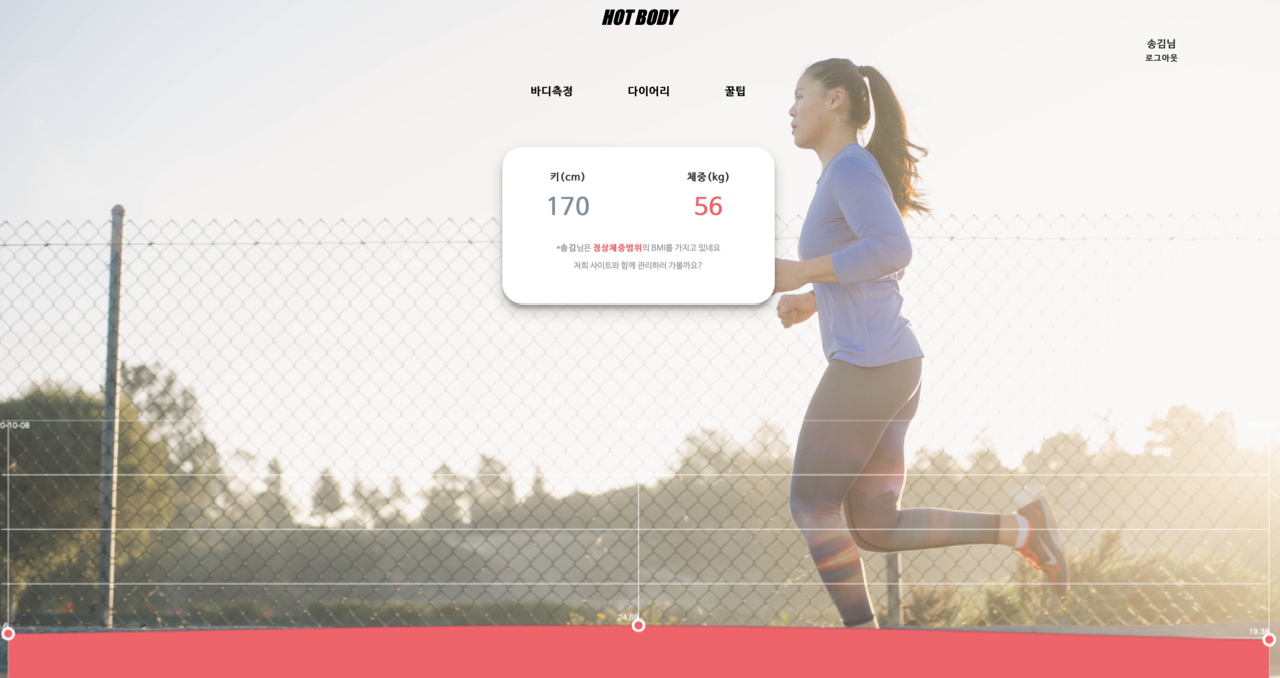 HOT BODY
송김님
로그아웃
바디측정 다이어리 꿀팁
키(cm) 체중(kg)
170 56
*송김님은 정상체중범위의 BMI를 가지고 있네요
저희 사이트와 함께 관리하러 가볼까요?
0-10-08
19.38